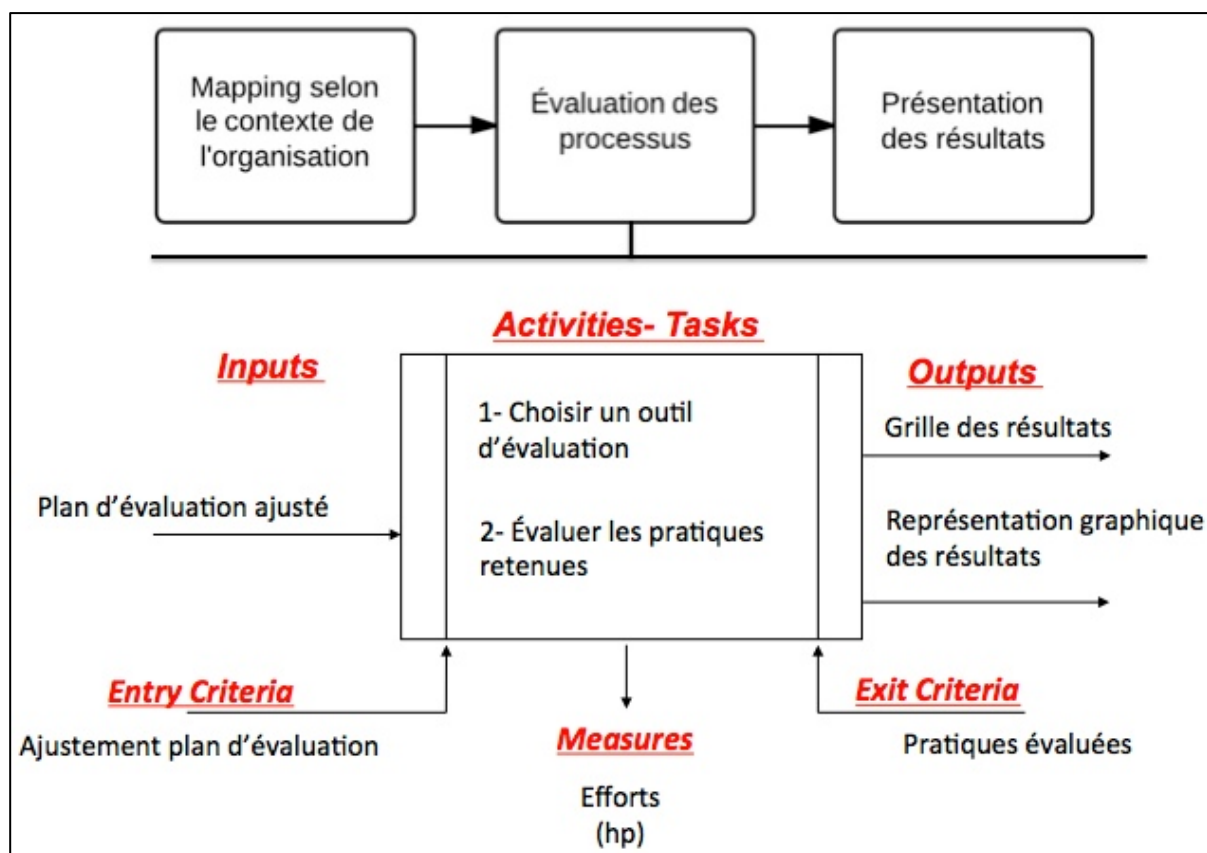 Mapping selon
le contexte de
l'organisation
Évaluation des
processus
Présentation
des résultats
Activities- Tasks
Inputs
Outputs
1- Choisir un outil
d'évaluation
Grille des résultats
Plan d'évaluation ajusté
2- Évaluer les pratiques
retenues
Représentation graphique
des résultats
Entry Criteria
Exit Criteria
Ajustement plan d'évaluation
Measures
Pratiques évaluées
Efforts
(hp)